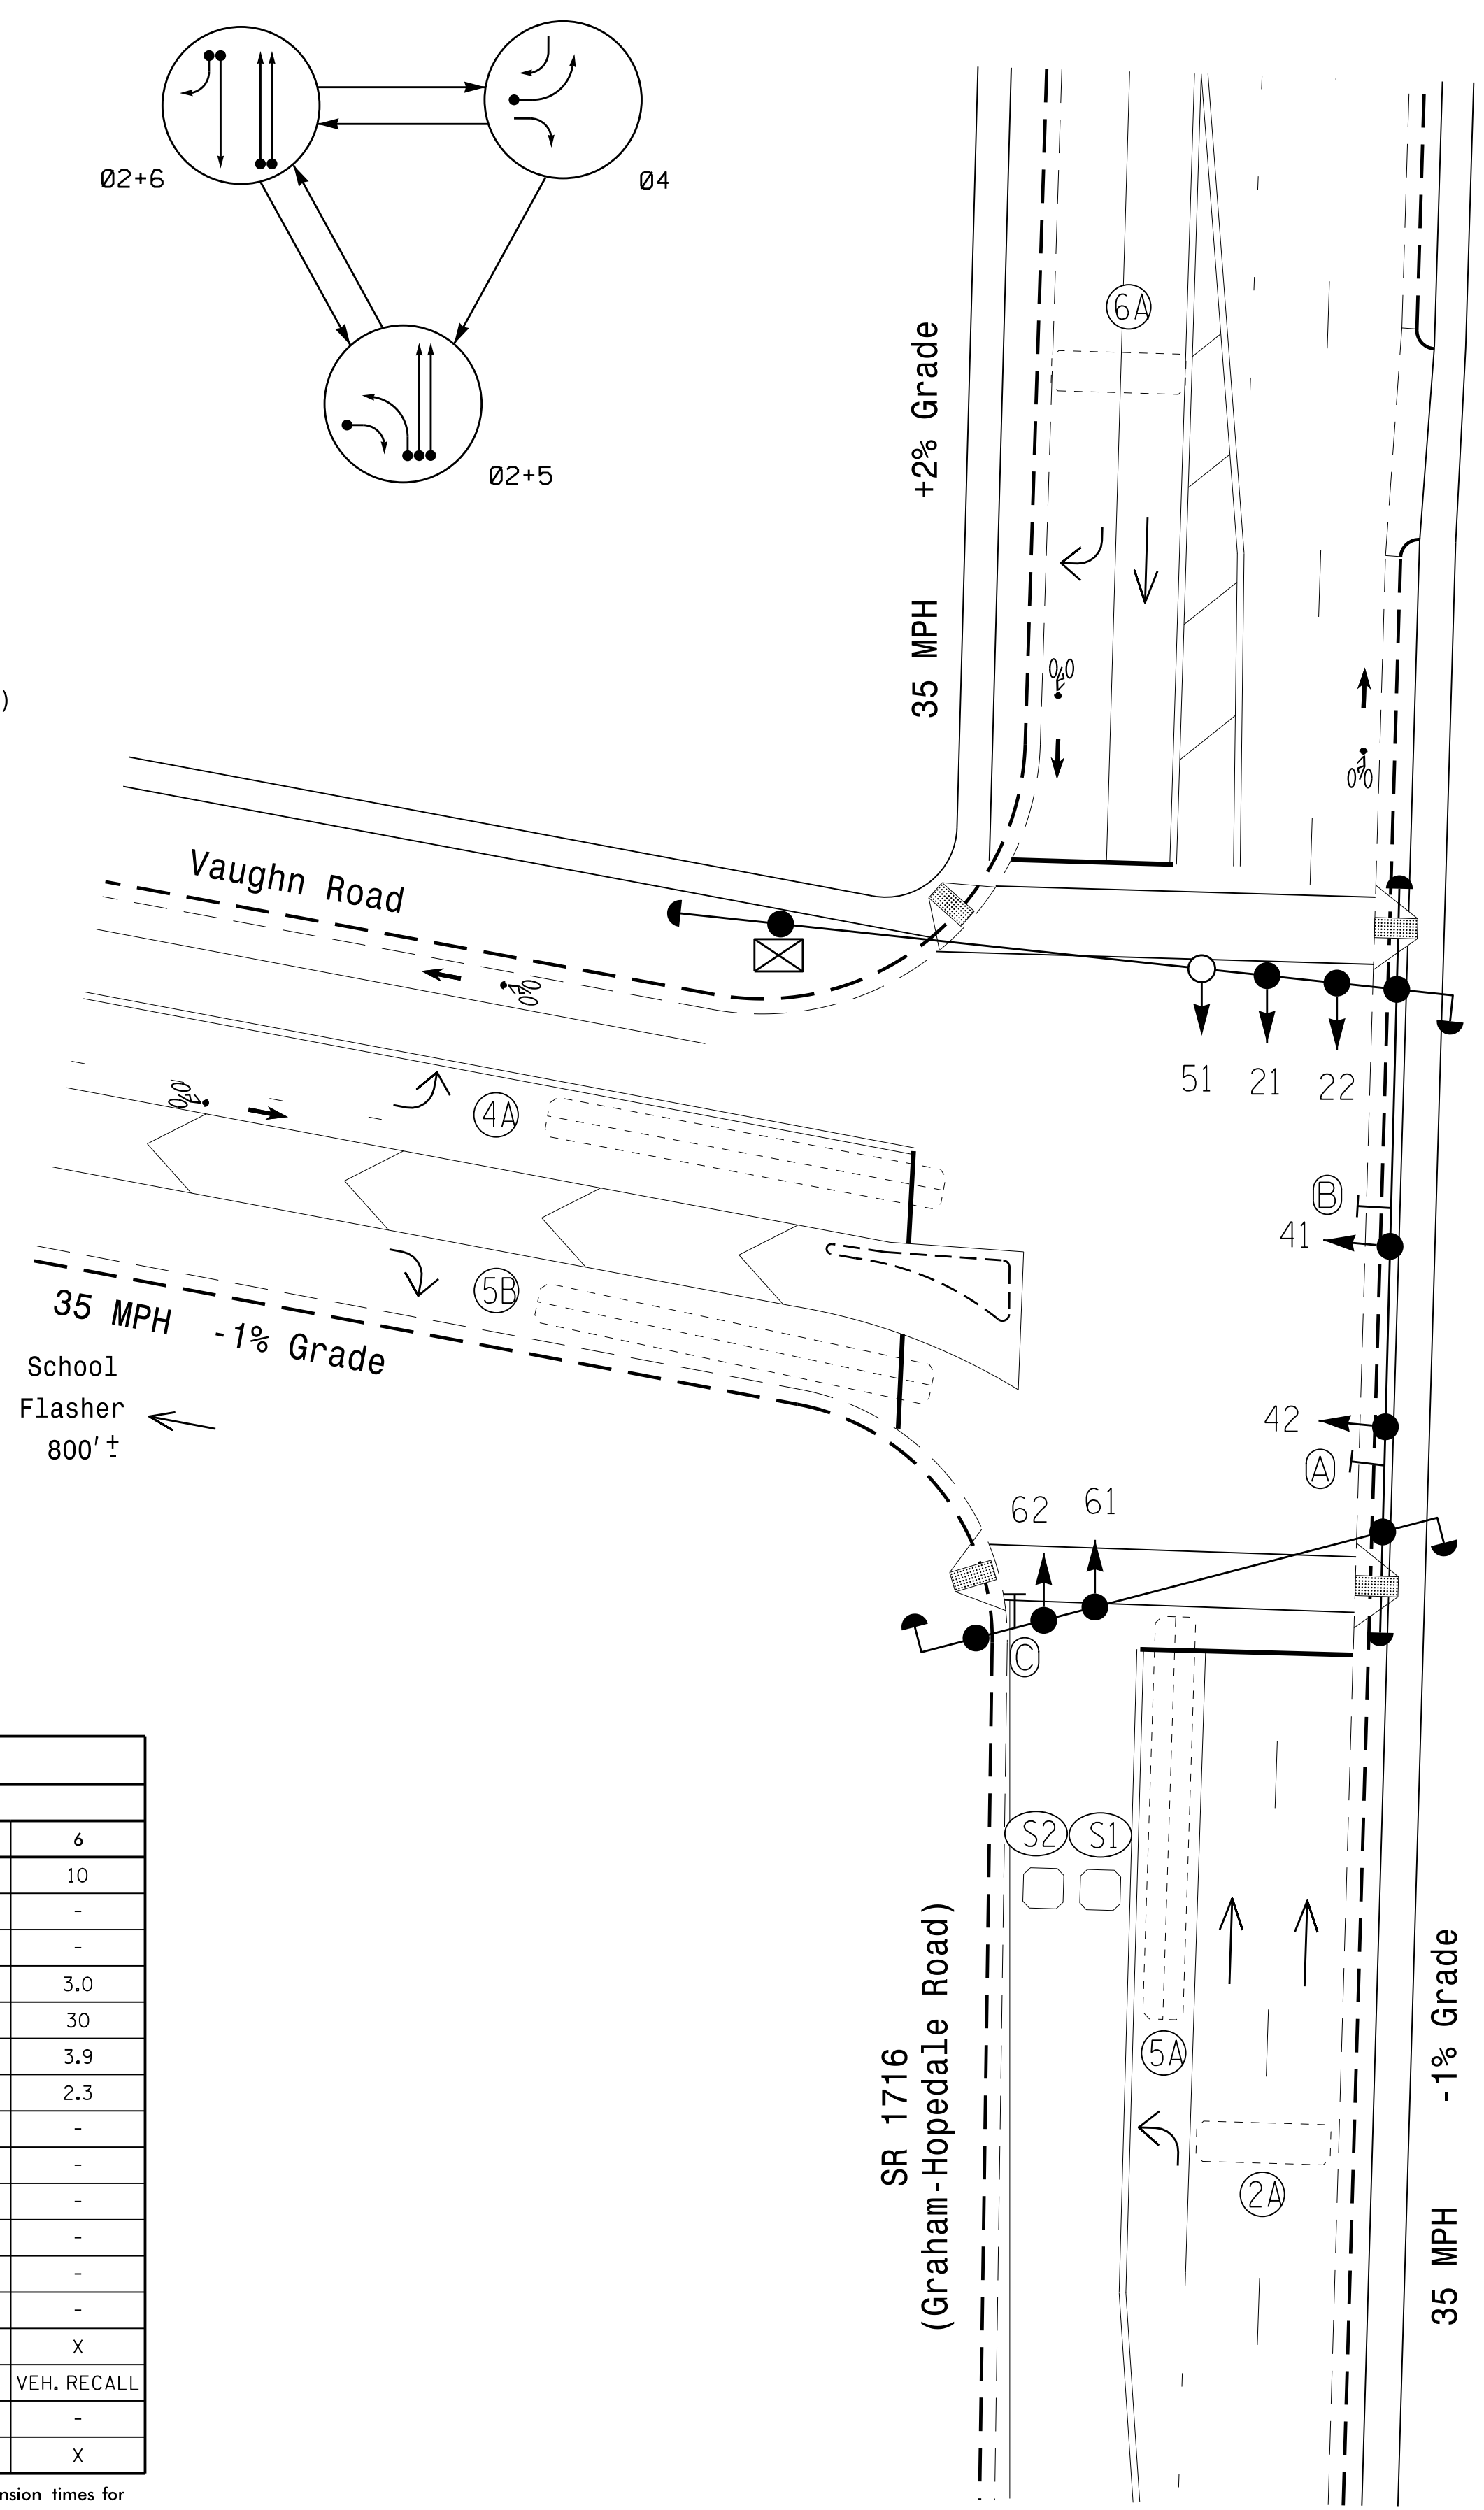 Ø2+6
Ø4
Ø2+5
6A
35 MPH +2% Grade
)
Vaughn Road
51
21
22
4A
B
41
5B
35 MPH -1% Grade
School
Flasher
800'±
42
A
62
61
C
S2
S1
SR 1716
(Graham-Hopedale Road)
5A
2A
35 MPH -1% Grade
6
10
-
-
3.0
30
3.9
2.3
-
-
-
-
-
-
X
VEH. RECALL
-
X
nsion times for